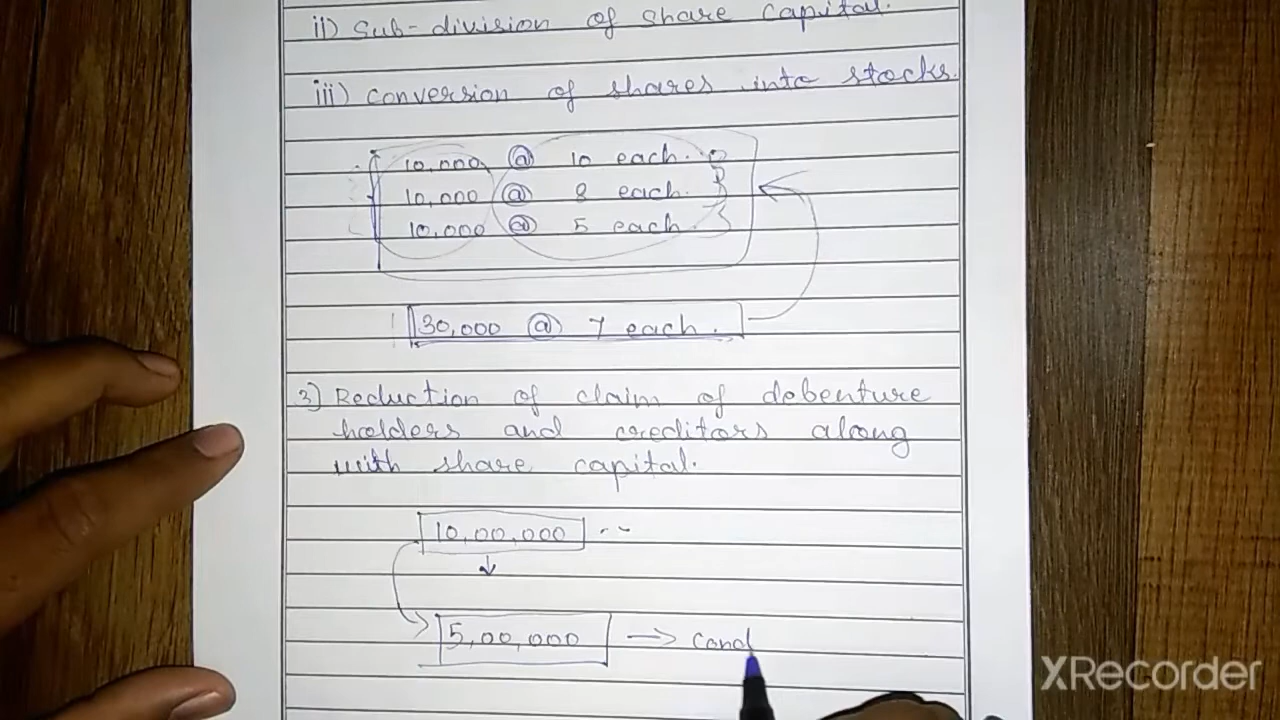 ii) Sub-division of share capital.
iii) conversion of shares into stocks.
10,000 @ 10 each.
10,000 @ 8 each.
10,000 @ 5 each.
30,000 @ 7 each.
3) Reduction of claim of debenture
holders and creditors along
with share capital.
10,00,000
5,00,000 → cond
XRecorder